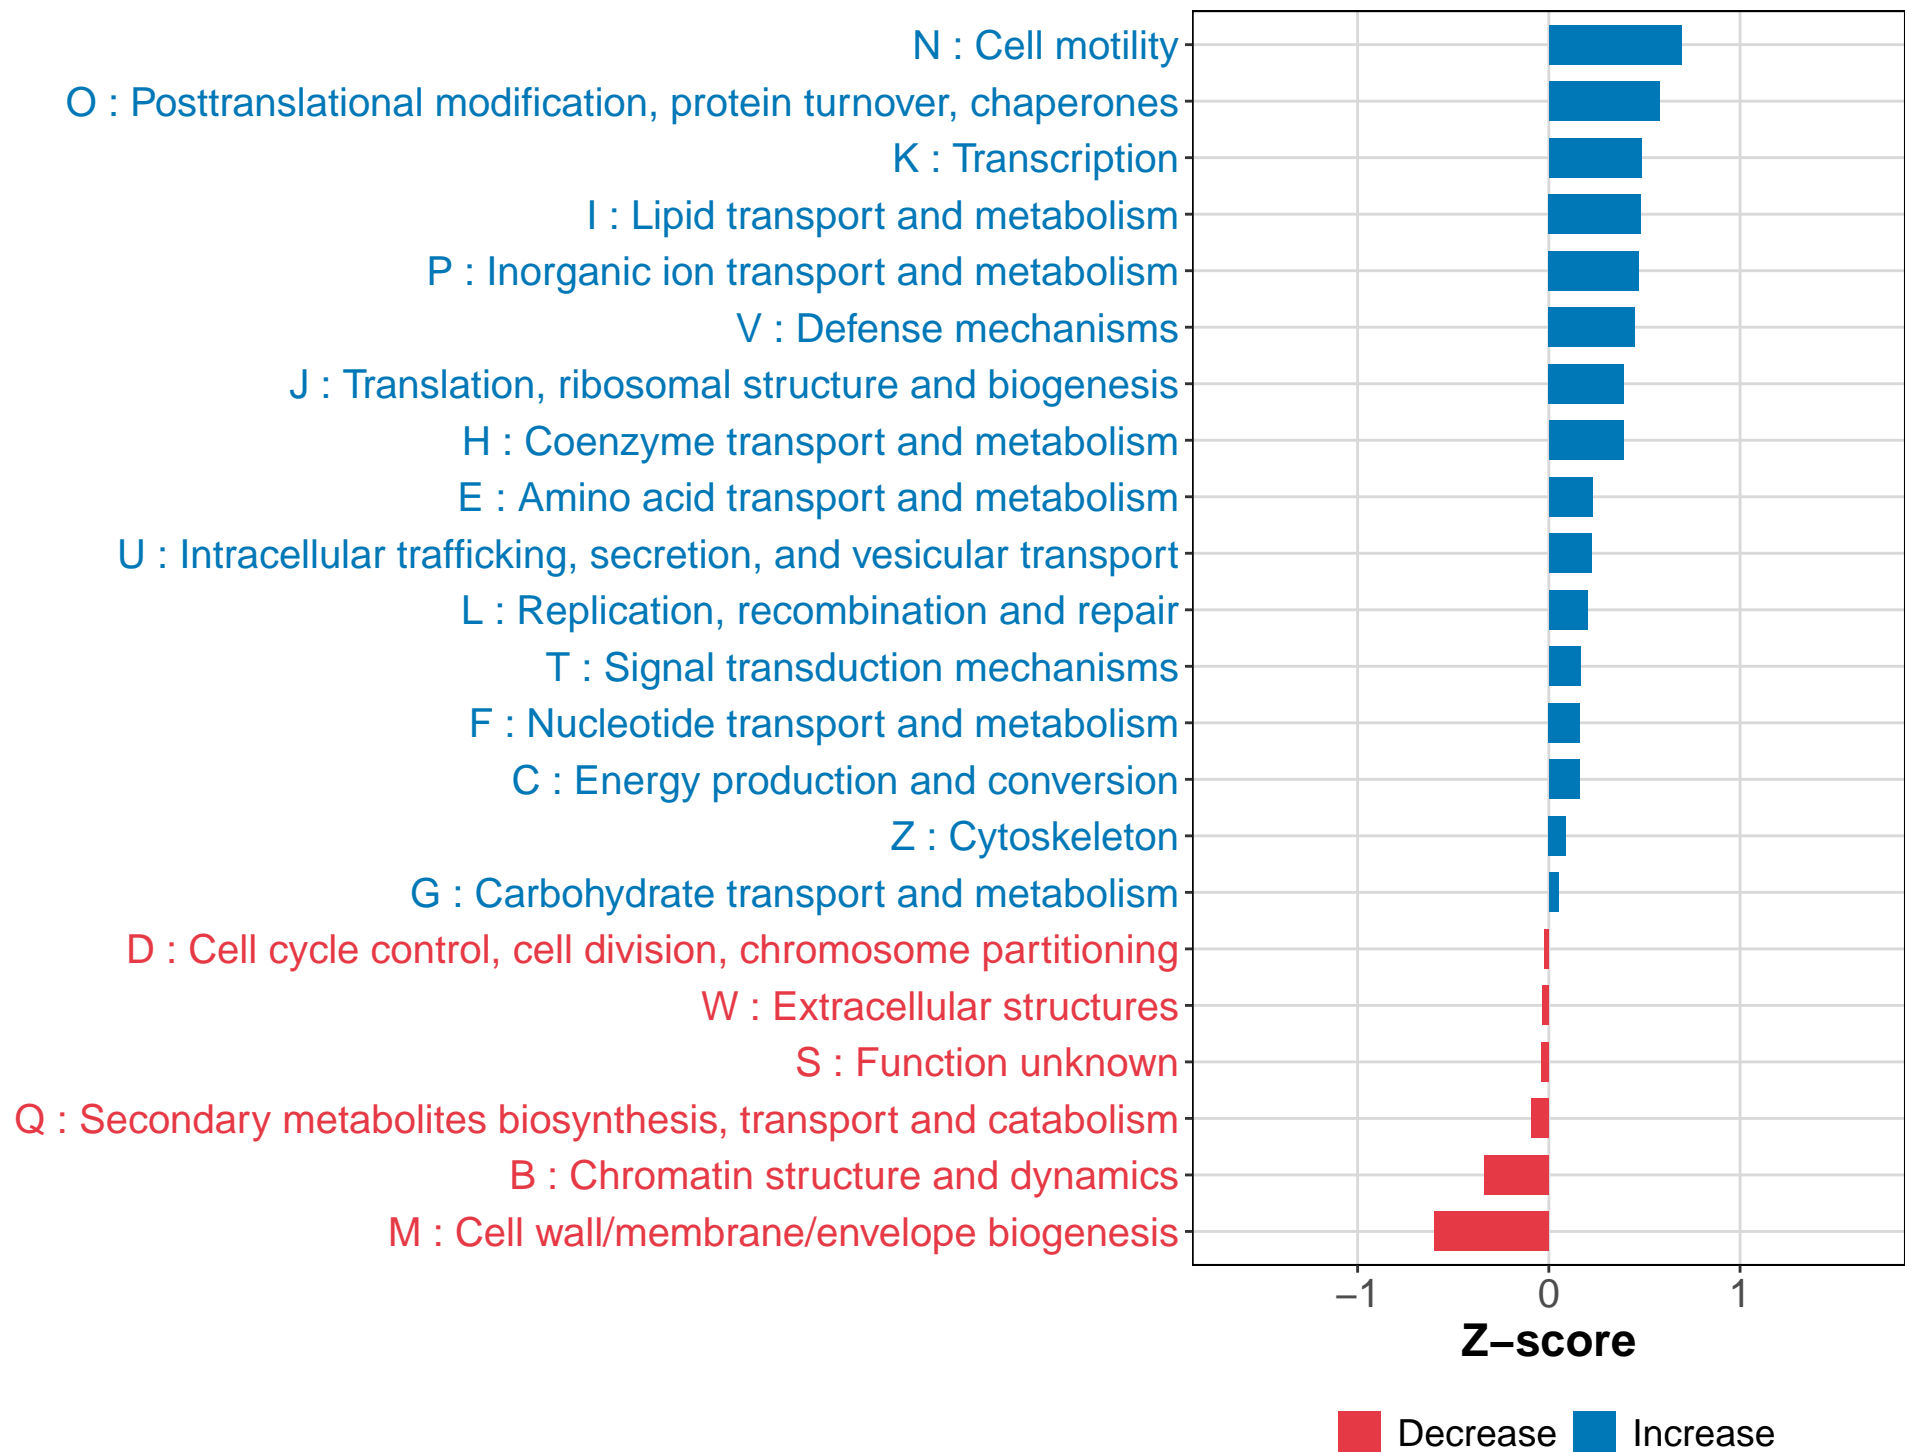 N : Cell motility
O : Posttranslational modification, protein turnover, chaperones
K : Transcription
I : Lipid transport and metabolism
P : Inorganic ion transport and metabolism
V : Defense mechanisms
J : Translation, ribosomal structure and biogenesis
H : Coenzyme transport and metabolism
E : Amino acid transport and metabolism
U : Intracellular trafficking, secretion, and vesicular transport
L : Replication, recombination and repair
T : Signal transduction mechanisms
F : Nucleotide transport and metabolism
C : Energy production and conversion
Z : Cytoskeleton
G : Carbohydrate transport and metabolism
D : Cell cycle control, cell division, chromosome partitioning
W : Extracellular structures
S : Function unknown
Q : Secondary metabolites biosynthesis, transport and catabolism
B : Chromatin structure and dynamics
M : Cell wall/membrane/envelope biogenesis
−1 0 1
Z−score
Decrease Increase